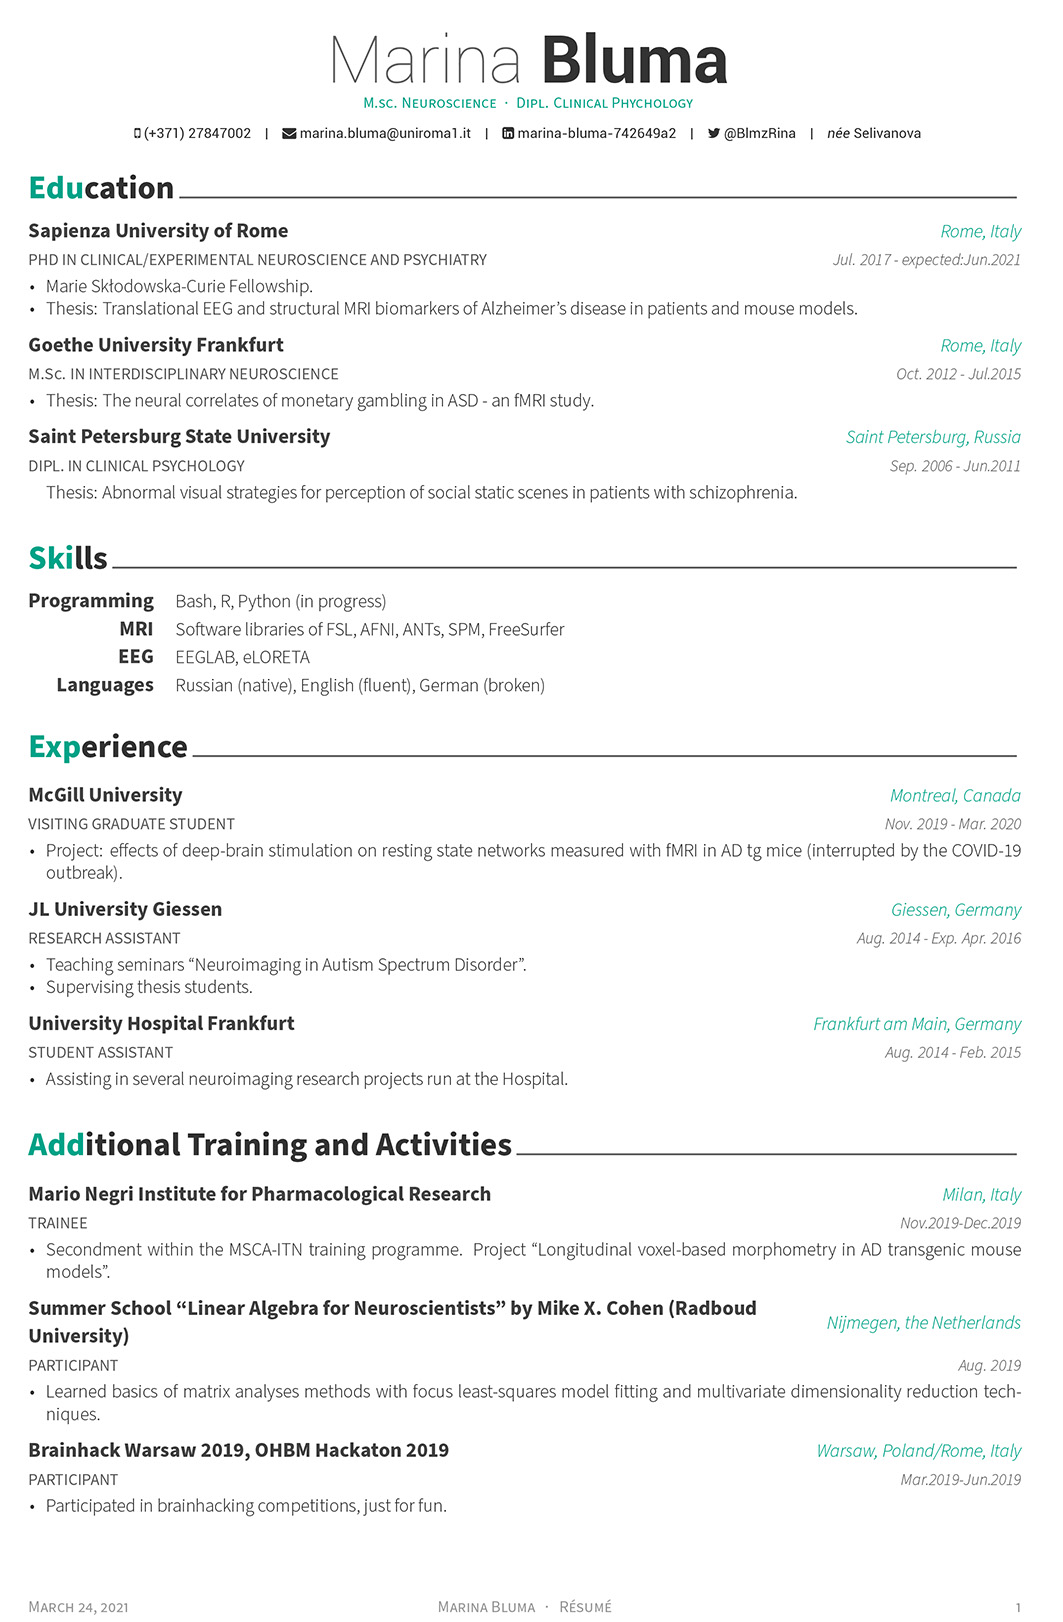 Marina Bluma
M.sc. Neuroscience · Dipl. Clinical Phychology
(+371) 27847002 | marina.bluma@uniroma1.it | marina-bluma-742649a2 | @BlmzRina | née Selivanova
Education
Sapienza University of Rome Rome, Italy
PHD IN CLINICAL/EXPERIMENTAL NEUROSCIENCE AND PSYCHIATRY Jul. 2017 - expected:Jun.2021
• Marie Skłodowska-Curie Fellowship.
• Thesis: Translational EEG and structural MRI biomarkers of Alzheimer’s disease in patients and mouse models.
Goethe University Frankfurt Rome, Italy
M.Sc. IN INTERDISCIPLINARY NEUROSCIENCE Oct. 2012 - Jul.2015
• Thesis: The neural correlates of monetary gambling in ASD - an fMRI study.
Saint Petersburg State University Saint Petersburg, Russia
DIPL. IN CLINICAL PSYCHOLOGY Sep. 2006 - Jun.2011
Thesis: Abnormal visual strategies for perception of social static scenes in patients with schizophrenia.
Skills
Programming Bash, R, Python (in progress)
MRI Software libraries of FSL, AFNI, ANTs, SPM, FreeSurfer
EEG EEGLAB, eLORETA
Languages Russian (native), English (fluent), German (broken)
Experience
McGill University Montreal, Canada
VISITING GRADUATE STUDENT Nov. 2019 - Mar. 2020
• Project: effects of deep-brain stimulation on resting state networks measured with fMRI in AD tg mice (interrupted by the COVID-19
outbreak).
JL University Giessen Giessen, Germany
RESEARCH ASSISTANT Aug. 2014 - Exp. Apr. 2016
• Teaching seminars “Neuroimaging in Autism Spectrum Disorder”.
• Supervising thesis students.
University Hospital Frankfurt Frankfurt am Main, Germany
STUDENT ASSISTANT Aug. 2014 - Feb. 2015
• Assisting in several neuroimaging research projects run at the Hospital.
Additional Training and Activities
Mario Negri Institute for Pharmacological Research Milan, Italy
TRAINEE Nov.2019-Dec.2019
• Secondment within the MSCA-ITN training programme. Project “Longitudinal voxel-based morphometry in AD transgenic mouse
models”.
Summer School “Linear Algebra for Neuroscientists” by Mike X. Cohen (Radboud
University) Nijmegen, the Netherlands
PARTICIPANT Aug. 2019
• Learned basics of matrix analyses methods with focus least-squares model fitting and multivariate dimensionality reduction tech-
niques.
Brainhack Warsaw 2019, OHBM Hackaton 2019 Warsaw, Poland/Rome, Italy
PARTICIPANT Mar.2019-Jun.2019
• Participated in brainhacking competitions, just for fun.
March 24, 2021 Marina Bluma · Résumé 1